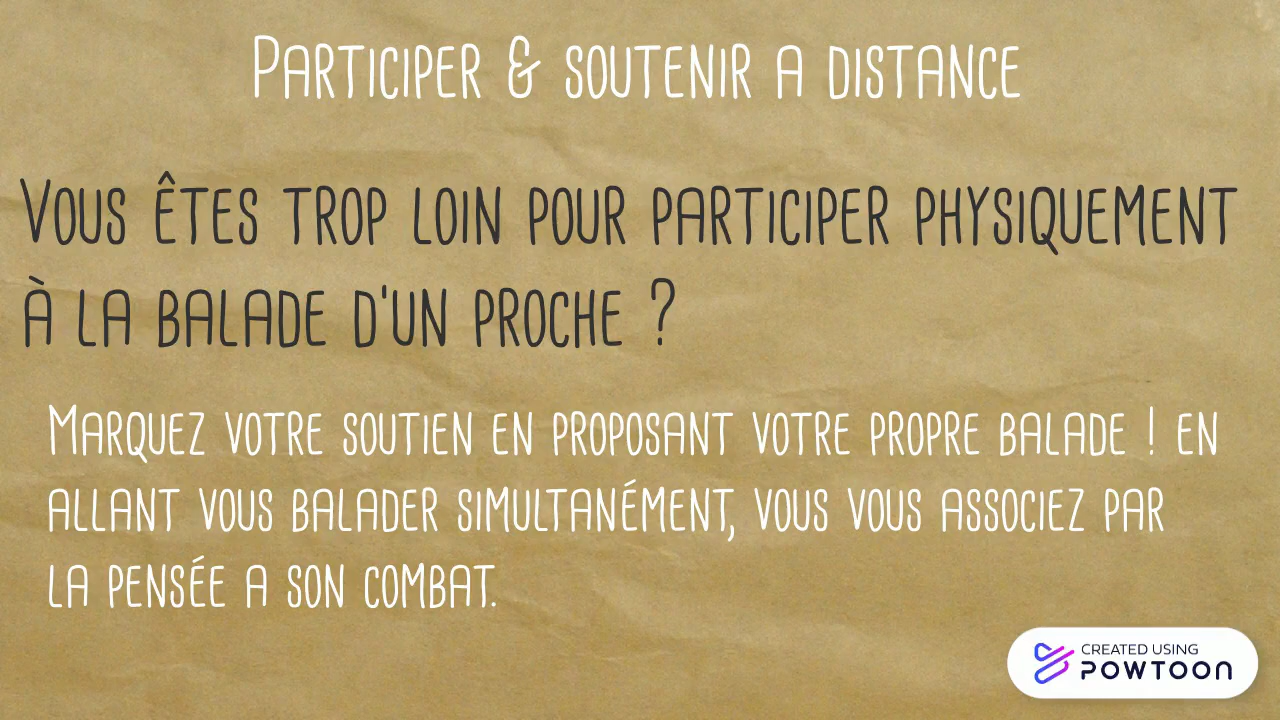 Participer & soutenir a distance
Vous êtes trop loin pour participer physiquement
à la balade d'un proche ?
Marquez votre soutien en proposant votre propre balade ! en
allant vous balader simultanément, vous vous associez par
la pensée a son combat.
CREATED USING
POWTOON